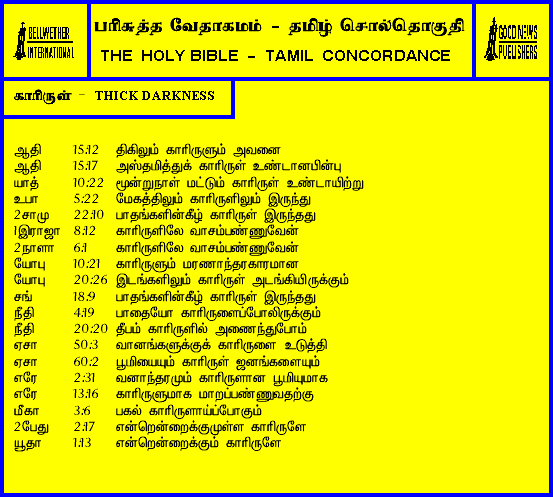 BELLWETHER
INTERNATIONAL
பரிசுத்த வேதாகமம் - தமிழ் சொல்தொகுதி
THE HOLY BIBLE - TAMIL CONCORDANCE
GOOD NEWS
PUBLISHERS
காரிருள் - THICK DARKNESS
ஆதி 15:12 திகிலும் காரிருளும் அவனை
ஆதி 15:17 அஸ்தமித்துக் காரிருள் உண்டானபின்பு
யாத் 10:22 மூன்றுநாள் மட்டும் காரிருள் உண்டாயிற்று
உபா 5:22 மேகத்திலும் காரிருளிலும் இருந்து
2சாமு 22:10 பாதங்களின்கீழ் காரிருள் இருந்தது
1இராஜா 8:12 காரிருளிலே வாசம்பண்ணுவேன்
2நாளா 6:1 காரிருளிலே வாசம்பண்ணுவேன்
யோபு 10:21 காரிருளும் மரணாந்தரகாரமான
யோபு 20:26 இடங்களிலும் காரிருள் அடங்கியிருக்கும்
சங் 18:9 பாதங்களின்கீழ் காரிருள் இருந்தது
நீதி 4:19 பாதையோ காரிருளைப்போலிருக்கும்
நீதி 20:20 தீபம் காரிருளில் அணைந்துபோம்
ஏசா 50:3 வானங்களுக்குக் காரிருளை உடுத்தி
ஏசா 60:2 பூமியையும் காரிருள் ஜனங்களையும்
எரே 2:31 வனாந்தரமும் காரிருளான பூமியுமாக
எரே 13:16 காரிருளுமாக மாறப்பண்ணுவதற்கு
மீகா 3:6 பகல் காரிருளாய்ப்போகும்
2பேது 2:17 என்றென்றைக்குமுள்ள காரிருளே
யூதா 1:13 என்றென்றைக்கும் காரிருளே